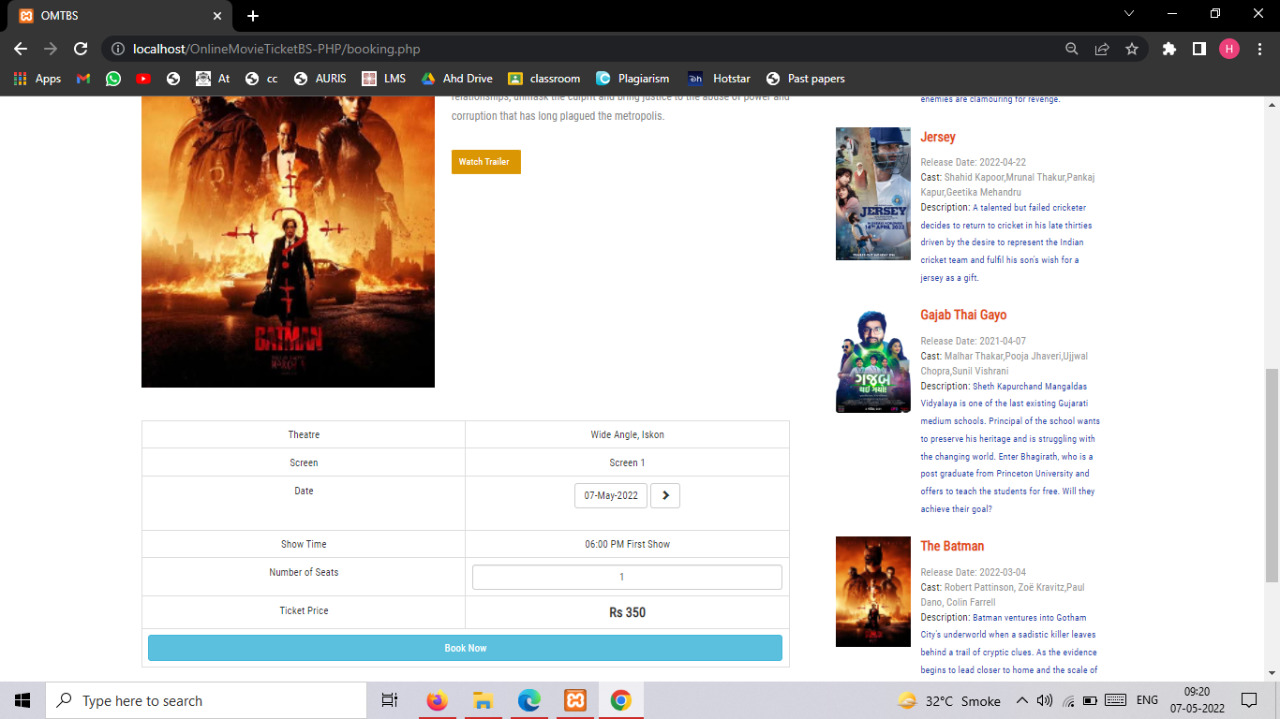 OMTBS
localhost/OnlineMovieTicketBS-PHP/booking.php
H
Apps
At
cc
AURIS
LMS
Ahd Drive
classroom
Plagiarism
Hotstar
Past papers
relationships, unmask the culprit and bring justice to the abuse of power and
corruption that has long plagued the metropolis.
Watch Trailer
BATMAN
Theatre Wide Angle, Iskon
Screen Screen 1
Date 07-May-2022
Show Time 06:00 PM First Show
Number of Seats 1
Ticket Price Rs 350
Book Now
enemies are clamouring for revenge.
JERSEY
Jersey
Release Date: 2022-04-22
Cast: Shahid Kapoor,Mrunal Thakur,Pankaj
Kapur,Geetika Mehandru
Description: A talented but failed cricketer
decides to return to cricket in his late thirties
driven by the desire to represent the Indian
cricket team and fulfil his son's wish for a
jersey as a gift.
ગજબ
થઈ ગયો!
Gajab Thai Gayo
Release Date: 2021-04-07
Cast: Malhar Thakar,Pooja Jhaveri,Ujjwal
Chopra,Sunil Vishrani
Description: Sheth Kapurchand Mangaldas
Vidyalaya is one of the last existing Gujarati
medium schools. Principal of the school wants
to preserve his heritage and is struggling with
the changing world. Enter Bhagirath, who is a
post graduate from Princeton University and
offers to teach the students for free. Will they
achieve their goal?
The Batman
Release Date: 2022-03-04
Cast: Robert Pattinson, Zoë Kravitz,Paul
Dano, Colin Farrell
Description: Batman ventures into Gotham
City's underworld when a sadistic killer leaves
behind a trail of cryptic clues. As the evidence
begins to lead closer to home and the scale of
Type here to search
32°C Smoke
ENG
09:20
07-05-2022